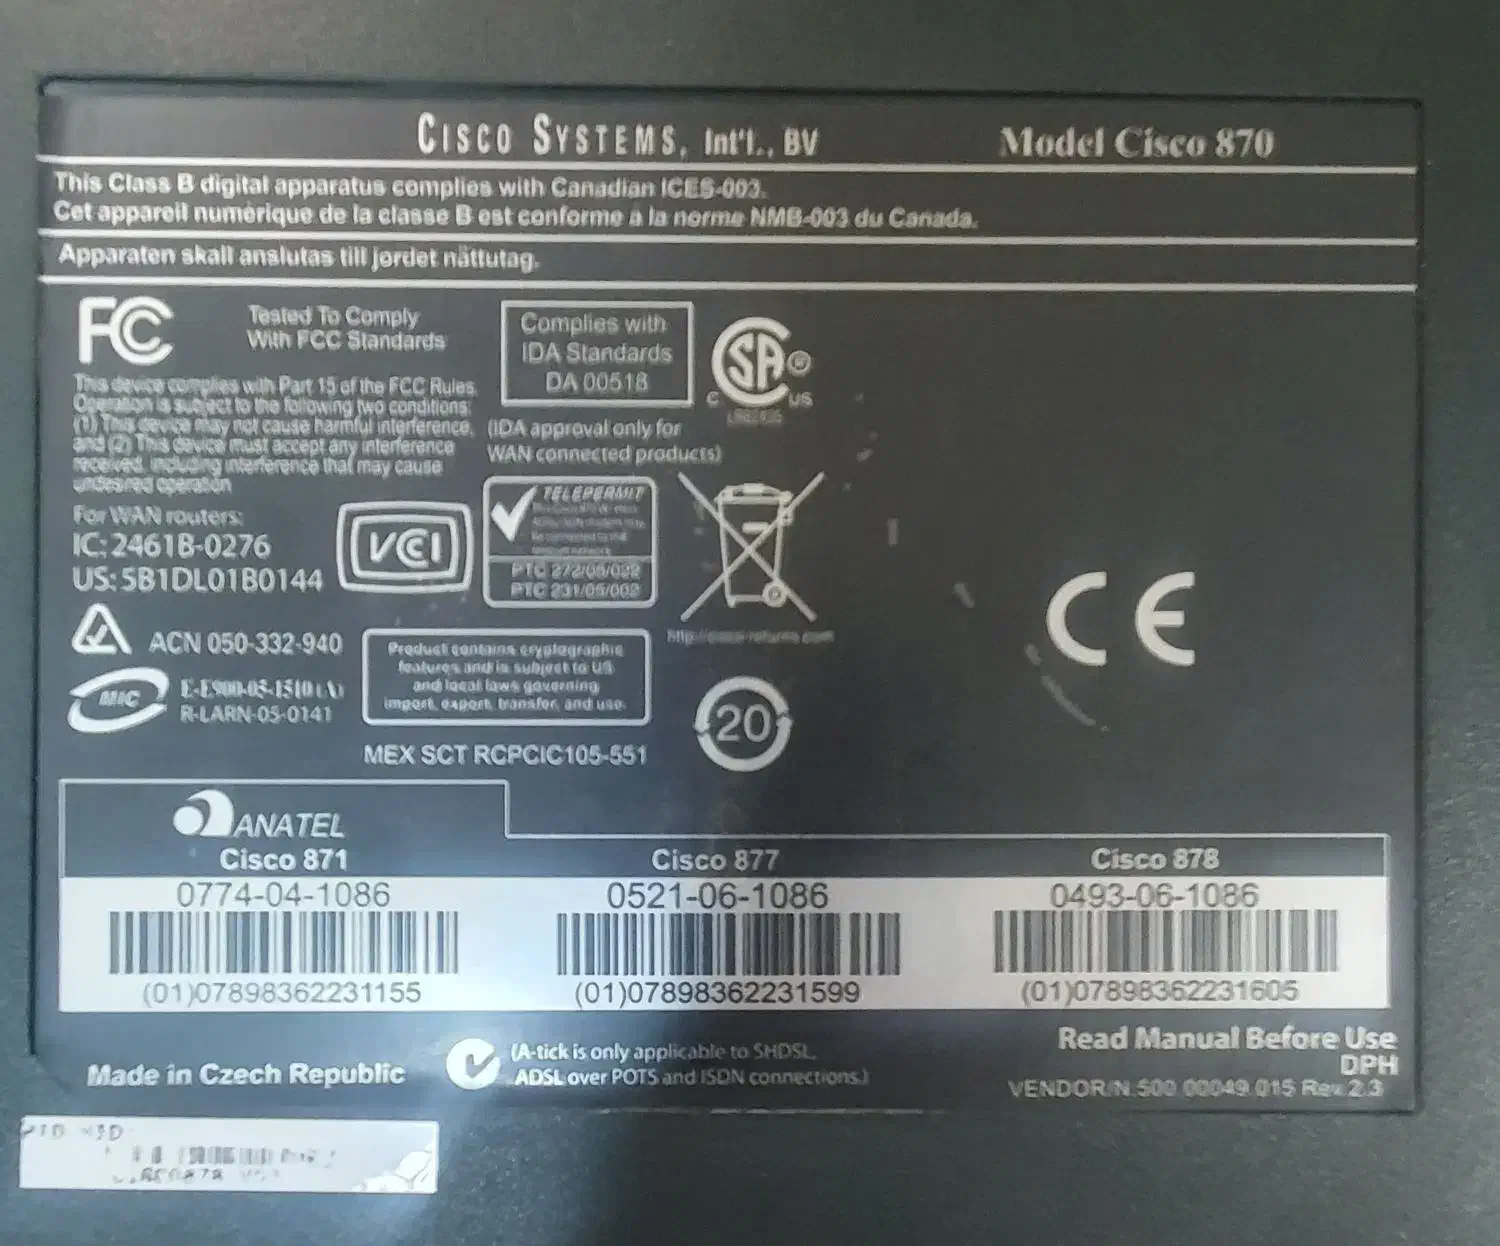 CISCO SYSTEMS, Int'l., BV
Model Cisco 870
This Class B digital apparatus complies with Canadian ICES-003.
Cet appareil numérique de la classe B est conforme à la norme NMB-003 du Canada.
Apparaten skall anslutas till jordet nättutag.
FC
Tested To Comply
With FCC Standards
This device complies with Part 15 of the FCC Rules.
Operation is subject to the following two conditions:
(1) This device may not cause harmful interference,
and (2) This device must accept any interference
received, including interference that may cause
undesired operation
Complies with
IDA Standards
DA 00518
(IDA approval only for
WAN connected products)
SA®
C US
For WAN routers:
IC: 2461B-0276
US: 5B1DL01B0144
VCCI
TELEPERMIT
PTC 272/05/022
PTC 231/05/002
CE
ACN 050-332-940
MIC
E-E900-05-1510 (A)
R-LARN-05-0141
Product contains cryptographic
features and is subject to US
and local laws governing
import, export, transfer, and use.
20
MEX SCT RCPCIC105-551
ANATEL
Cisco 871
0774-04-1086
(01)07898362231155
Cisco 877
0521-06-1086
(01)07898362231599
Cisco 878
0493-06-1086
(01)07898362231605
Made in Czech Republic
(A-tick is only applicable to SHDSL,
ADSL over POTS and ISDN connections.)
Read Manual Before Use
DPH
VENDOR/N 500 00049 015 Rev 2.3